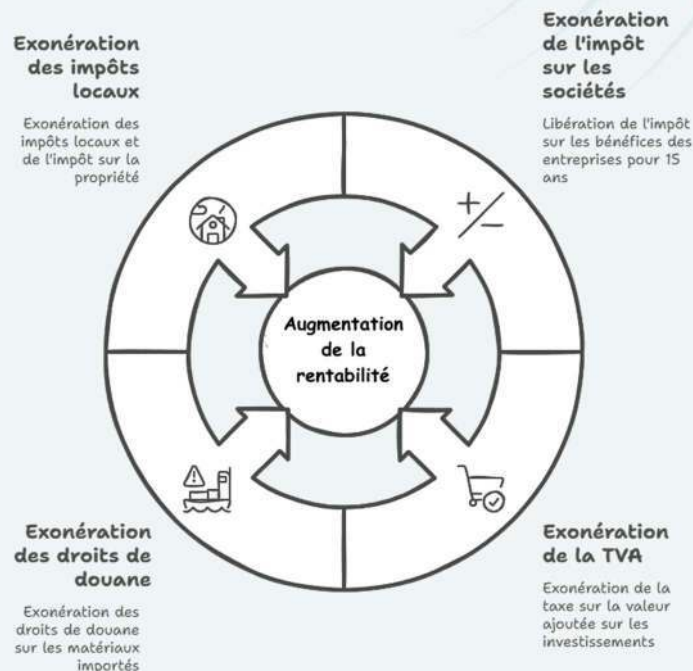 Exonération
des impôts
locaux
Exonération des
impôts locaux et
de l'impôt sur la
propriété
Exonération
de l'impôt
sur les
sociétés
Libération de l'impôt
sur les bénéfices des
entreprises pour 15
ans
Augmentation
de la
rentabilité
Exonération
des droits de
douane
Exonération des
droits de douane
sur les matériaux
importés
Exonération
de la TVA
Exonération de la
taxe sur la valeur
ajoutée sur les
investissements